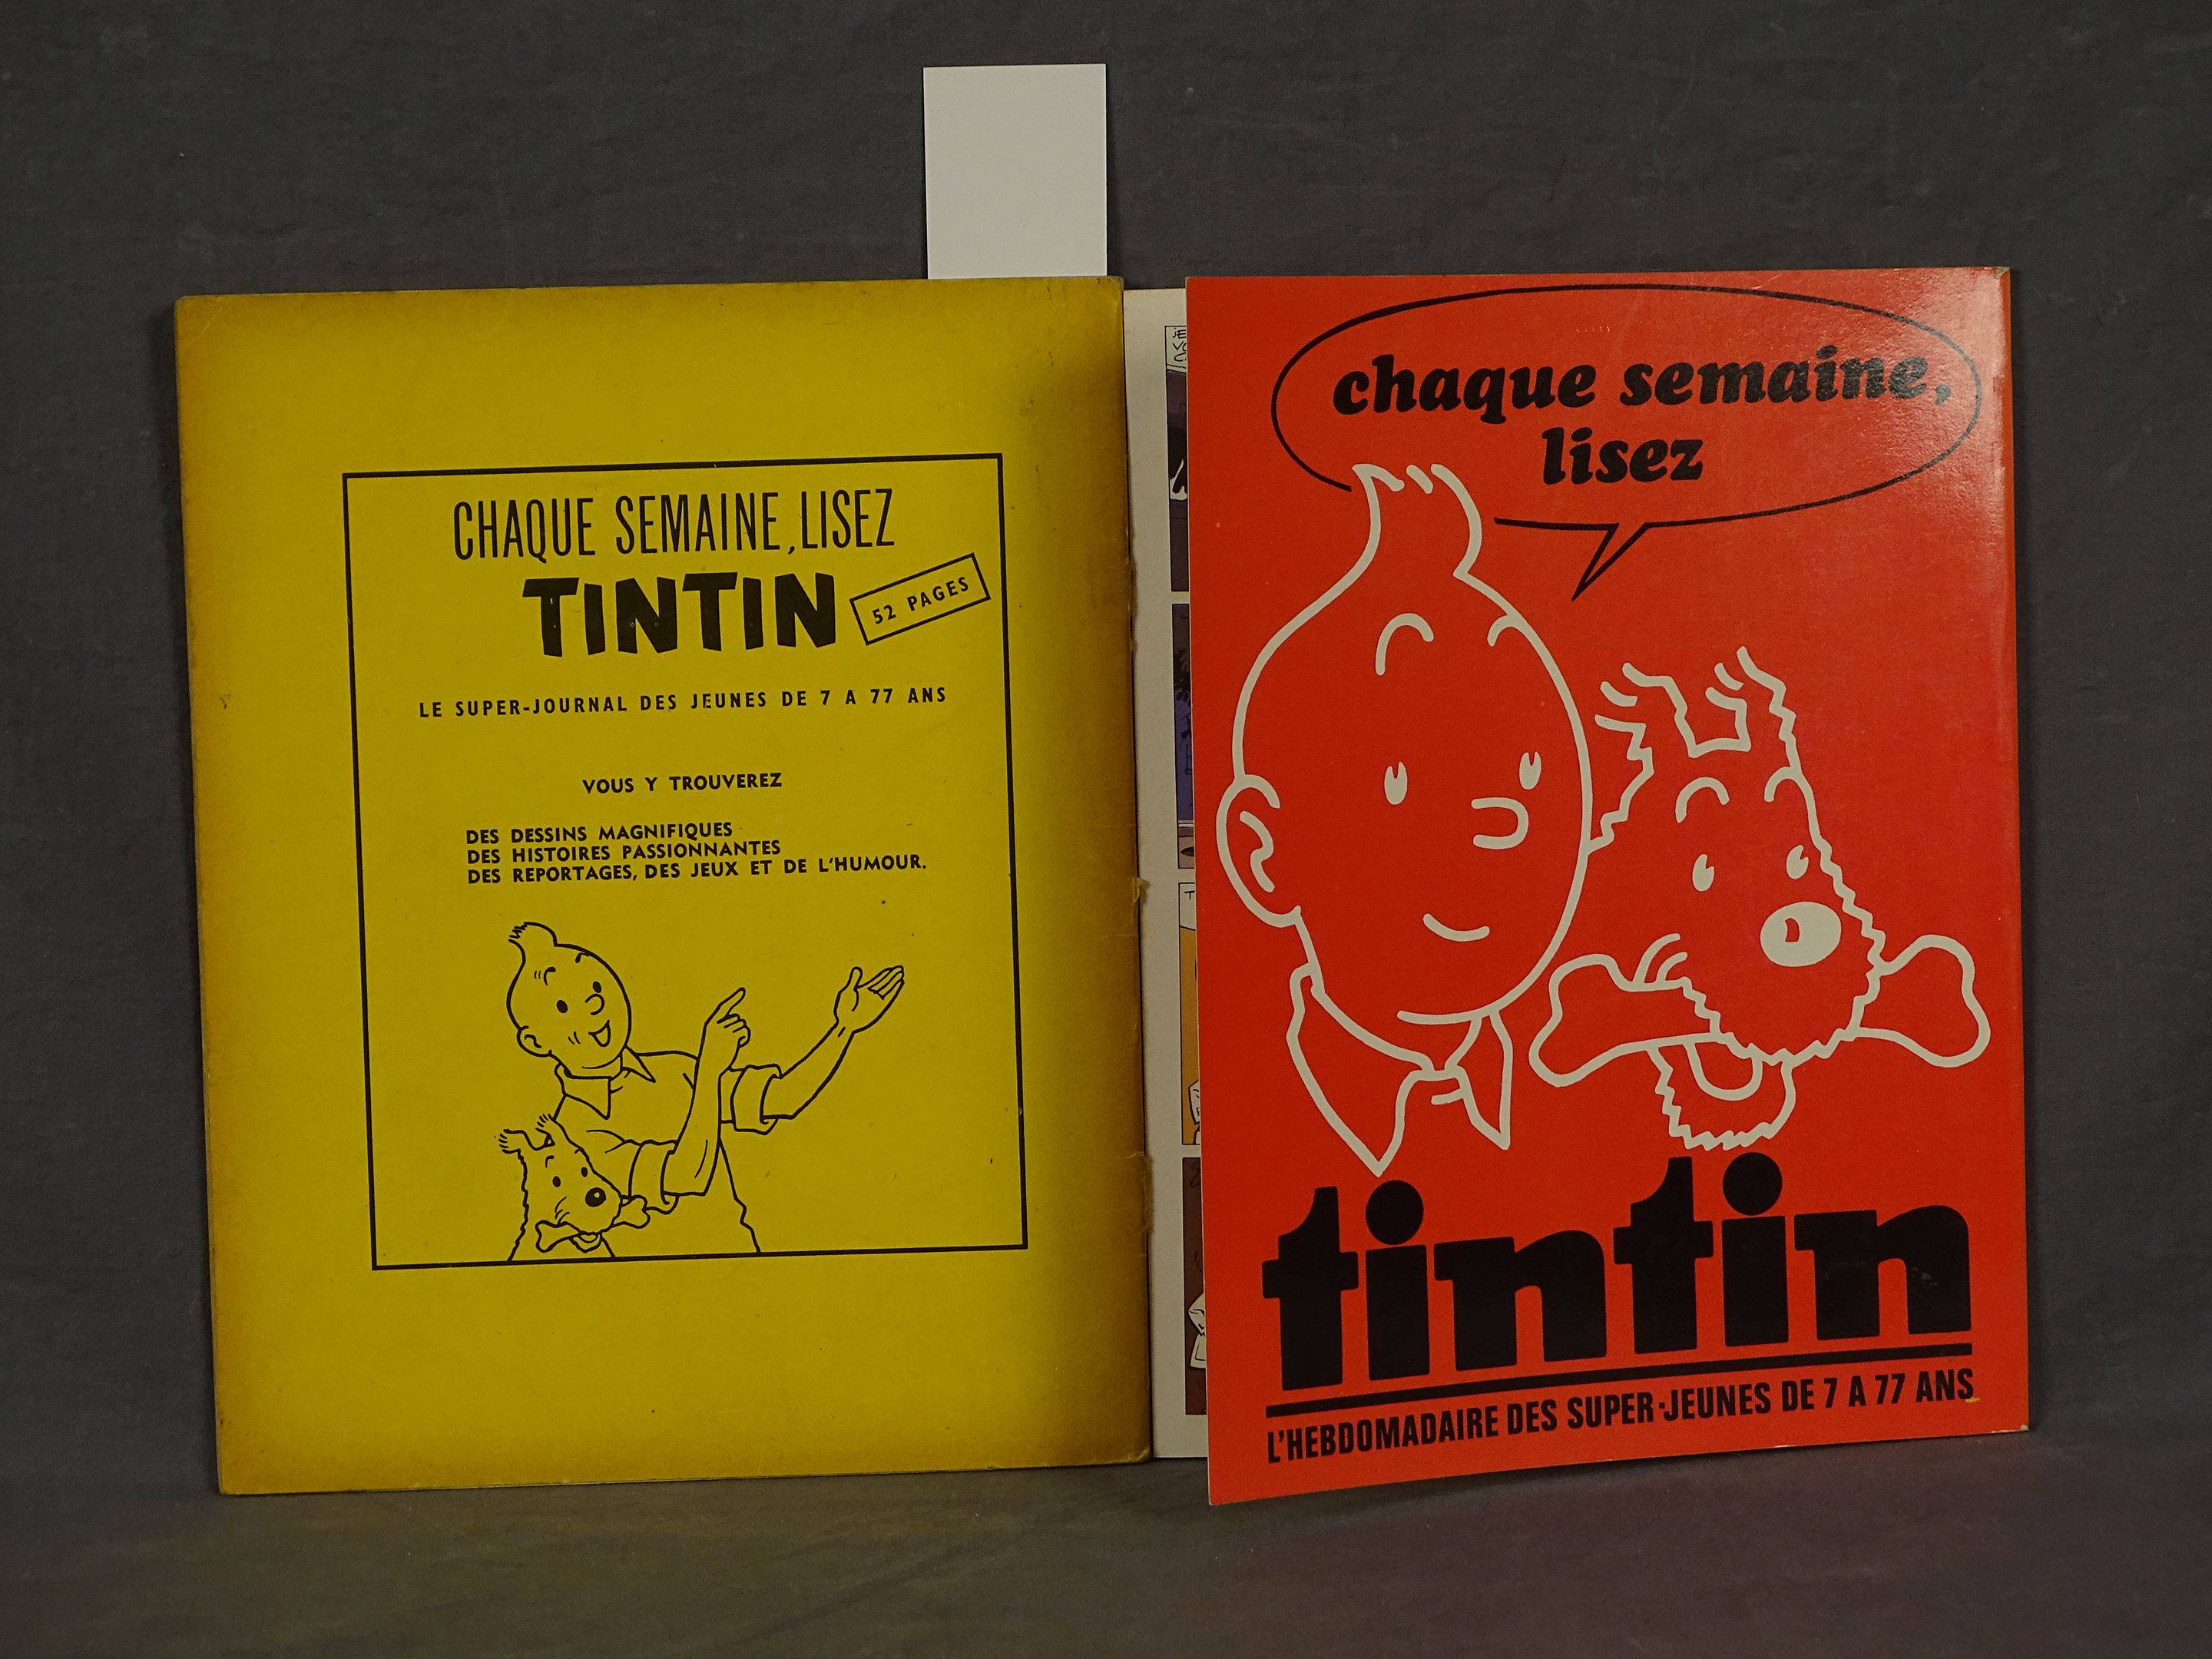 CHAQUE SEMAINE, LISEZ
TINTIN
52 PAGES
LE SUPER-JOURNAL DES JEUNES DE 7 A 77 ANS
VOUS Y TROUVEREZ
DES DESSINS MAGNIFIQUES
DES HISTOIRES PASSIONNANTES
DES REPORTAGES, DES JEUX ET DE L'HUMOUR.
chaque semaine,
lisez
tintin
L'HEBDOMADAIRE DES SUPER-JEUNES DE 7 A 77 ANS